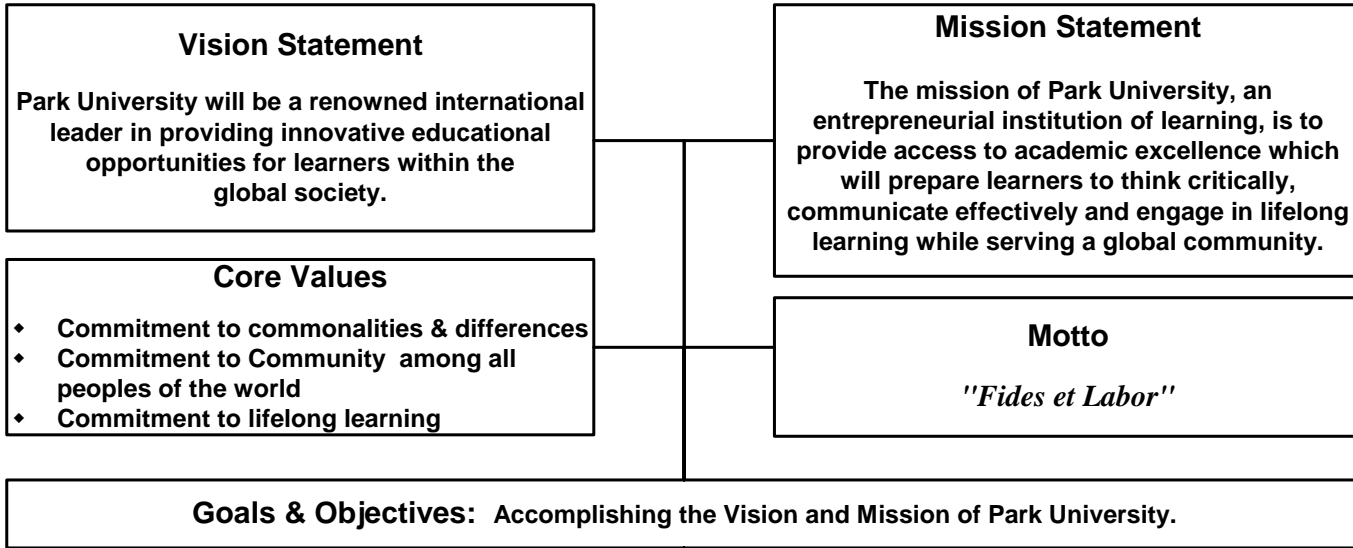 Vision Statement
Park University will be a renowned international
leader in providing innovative educational
opportunities for learners within the
global society.
Mission Statement
The mission of Park University, an
entrepreneurial institution of learning, is to
provide access to academic excellence which
will prepare learners to think critically,
communicate effectively and engage in lifelong
learning while serving a global community.
Core Values
◆ Commitment to commonalities & differences
◆ Commitment to Community among all
peoples of the world
◆ Commitment to lifelong learning
Motto
"Fides et Labor"
Goals & Objectives: Accomplishing the Vision and Mission of Park University.